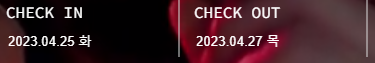 CHECK IN
2023.04.25 화
CHECK OUT
2023.04.27 목